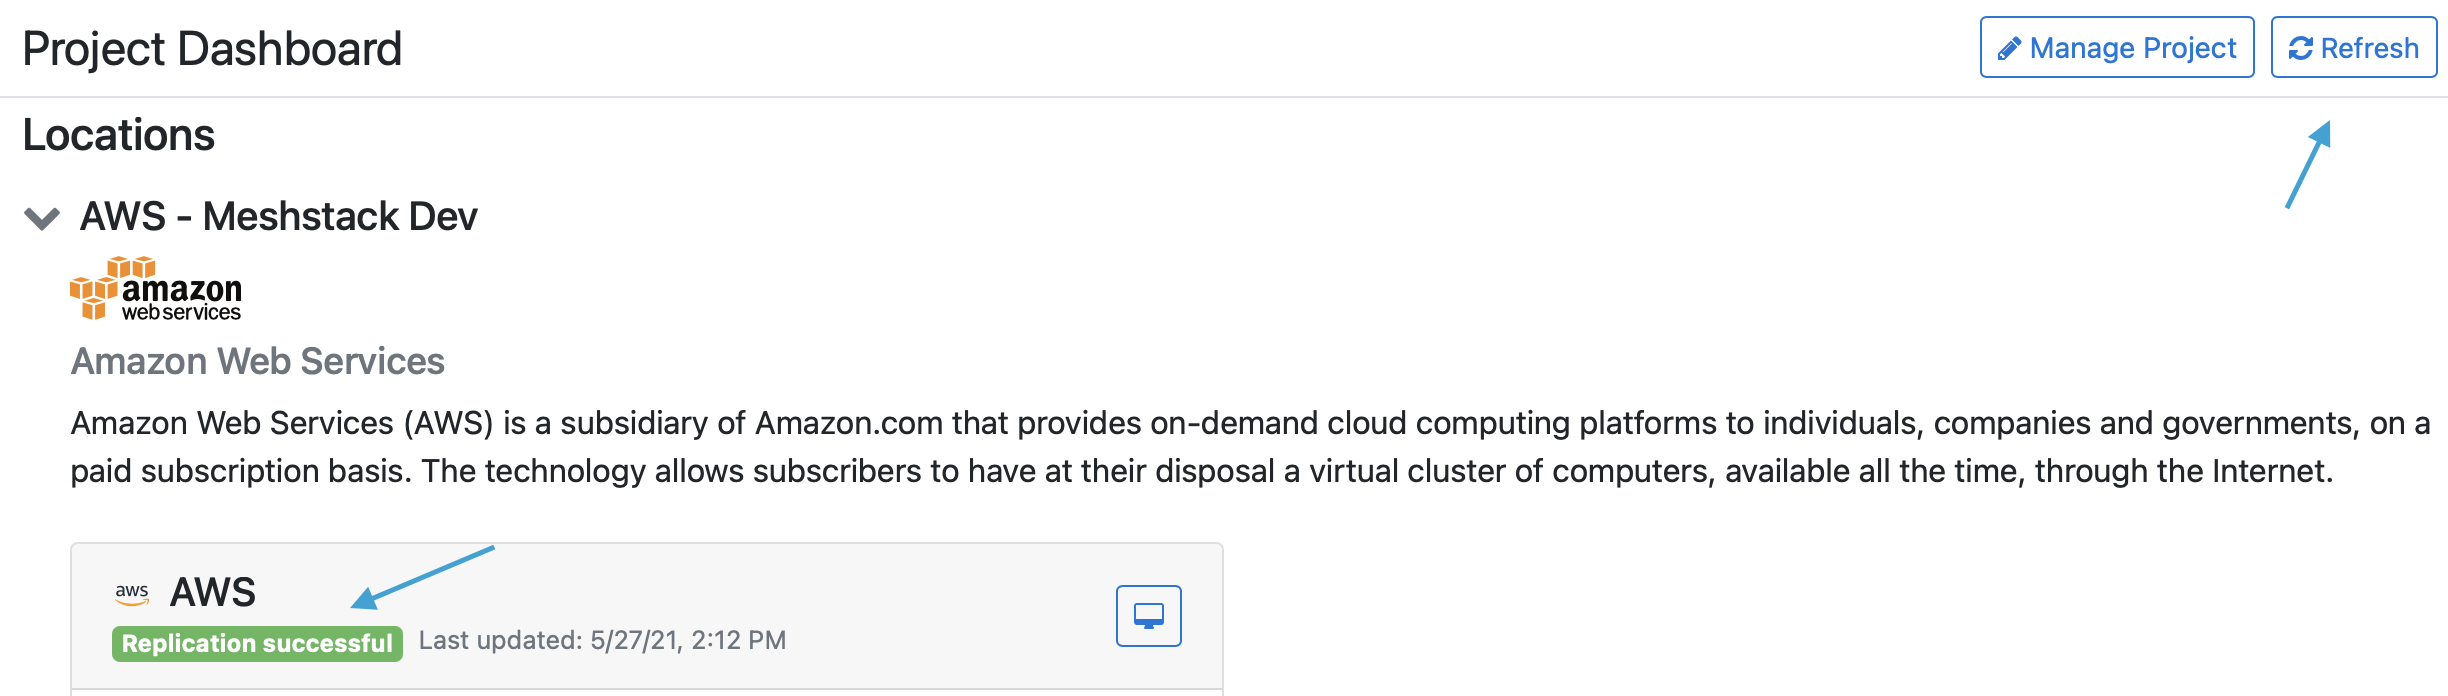 Project Dashboard
Manage Project
Refresh
Locations
AWS - Meshstack Dev
amazon
web services
Amazon Web Services
Amazon Web Services (AWS) is a subsidiary of Amazon.com that provides on-demand cloud computing platforms to individuals, companies and governments, on a
paid subscription basis. The technology allows subscribers to have at their disposal a virtual cluster of computers, available all the time, through the Internet.
aws AWS
Replication successful Last updated: 5/27/21, 2:12 PM